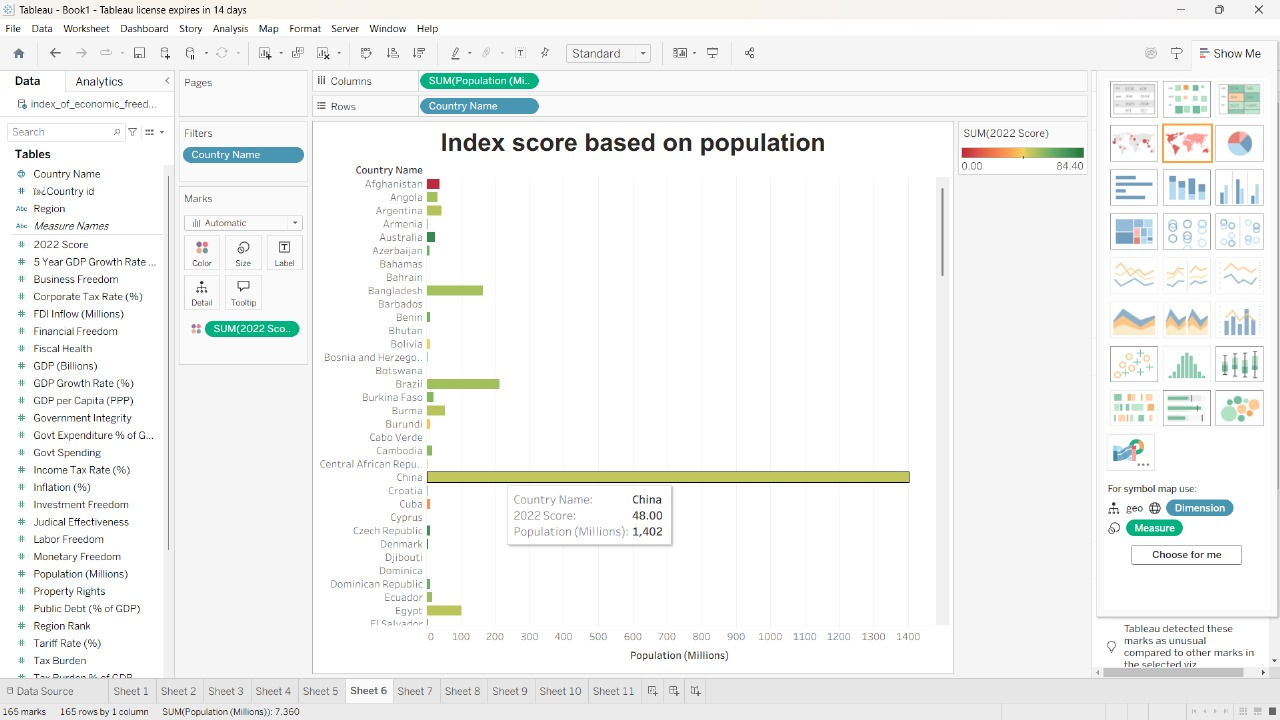 Tableau - Book1 - Tableau license expires in 14 days
File Data Worksheet Dashboard Story Analysis Map Format Server Window Help
Standard
Show Me
Data Analytics
index_of_economic_freed...
Search
Tables
Country Name
Country id
Abc Region
Abc Measure Names
2022 Score
5 Year GDP Growth Rate ...
Business Freedom
Corporate Tax Rate (%)
FDI Inflow (Millions)
Financial Freedom
Fiscal Health
GDP (Billions)
GDP Growth Rate (%)
GDP per Capita (PPP)
Government Integrity
Govt Expenditure % of G...
Govt Spending
Income Tax Rate (%)
Inflation (%)
Investment Freedom
Judical Effectiveness
Labor Freedom
Monetary Freedom
Population (Millions)
Property Rights
Public Debt (% of GDP)
Region Rank
Tariff Rate (%)
Tax Burden
Tax Burden % of GDP
Pages
Filters
Country Name
Marks
Automatic
Color Size Label
Detail Tooltip
SUM(2022 Sco..
Columns SUM(Population (Mi..
Rows Country Name
Index score based on population
Country Name
Afghanistan
Angola
Argentina
Armenia
Australia
Azerbaijan
Bahamas
Bahrain
Bangladesh
Barbados
Benin
Bhutan
Bolivia
Bosnia and Herzego..
Botswana
Brazil
Burkina Faso
Burma
Burundi
Cabo Verde
Cambodia
Central African Repu..
China
Croatia
Cuba
Cyprus
Czech Republic
Denmark
Djibouti
Dominica
Dominican Republic
Ecuador
Egypt
El Salvador
Country Name: China
2022 Score: 48.00
Population (Millions): 1,402
0 100 200 300 400 500 600 700 800 900 1000 1100 1200 1300 1400
Population (Millions)
SUM(2022 Score)
0.00 84.40
For symbol map use:
geo Dimension
Measure
Choose for me
Tableau detected these
marks as unusual
compared to other marks in
the selected viz
Data Source Sheet 1 Sheet 2 Sheet 3 Sheet 4 Sheet 5 Sheet 6 Sheet 7 Sheet 8 Sheet 9 Sheet 10 Sheet 11
165 marks 165 rows by 1 column SUM(Population (Millions)): 7,360